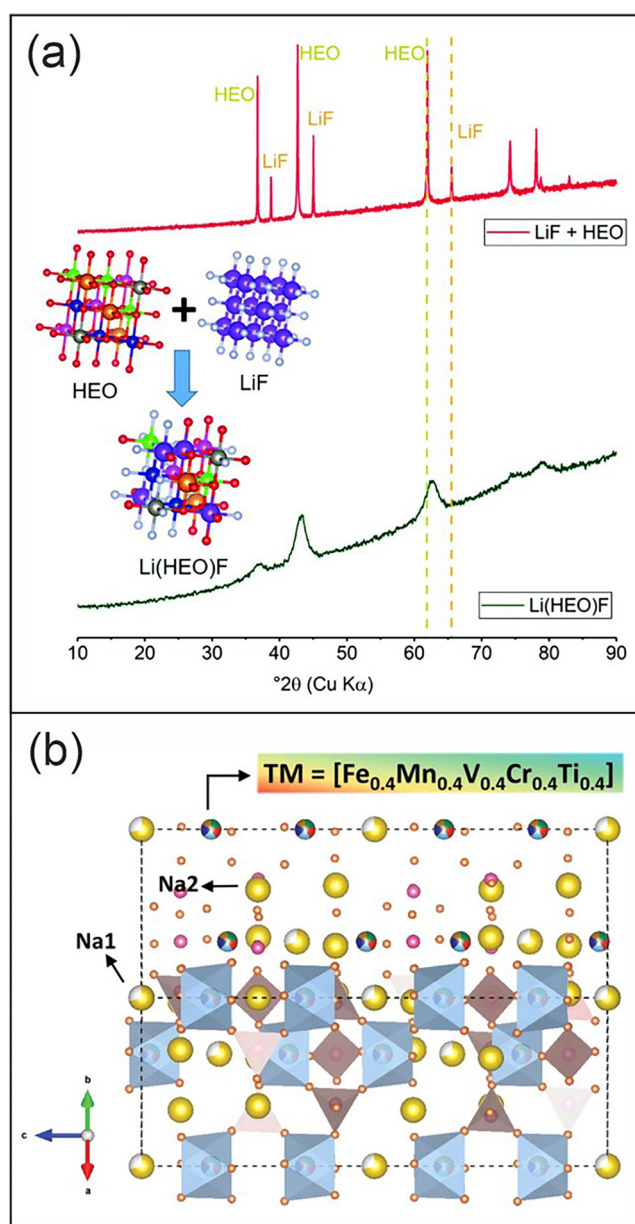 (a)
HEO
HEO
HEO
LiF
LiF
LiF
LiF + HEO
HEO
+
LiF
Li(HEO)F
Li(HEO)F
10 20 30 40 50 60 70 80 90
°2θ (Cu Kα)
(b)
TM = [Fe₀.₄Mn₀.₄V₀.₄Cr₀.₄Ti₀.₄]
Na2
Na1
b
c
a